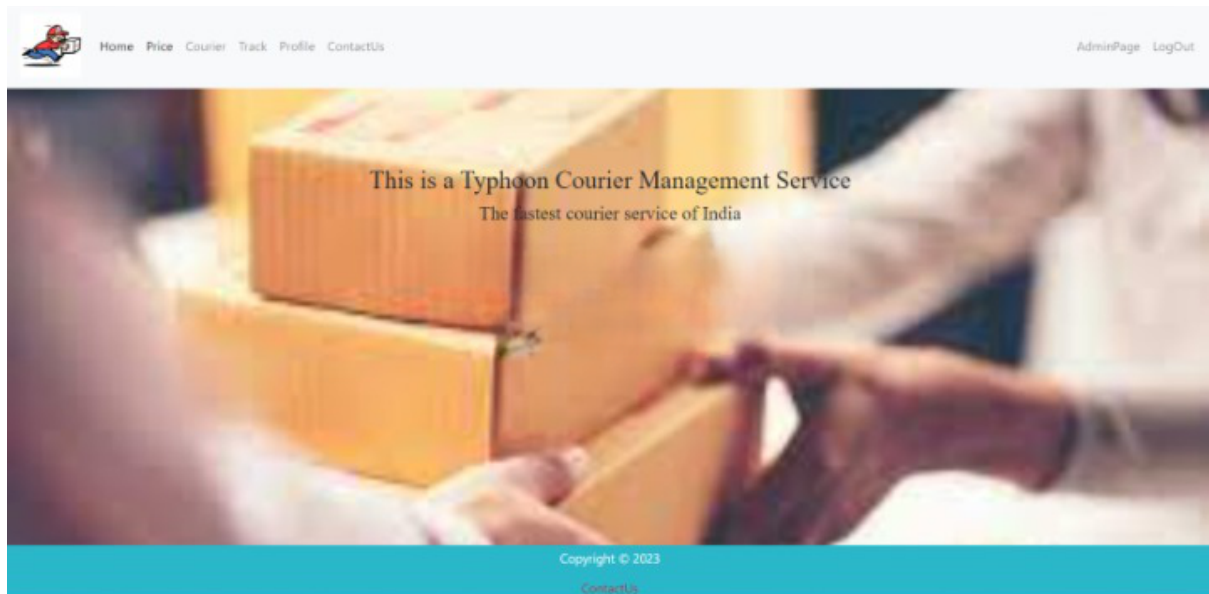 Home Price Courier Track Profile ContactUs AdminPage LogOut
This is a Typhoon Courier Management Service
The fastest courier service of India
Copyright © 2023
ContactUs